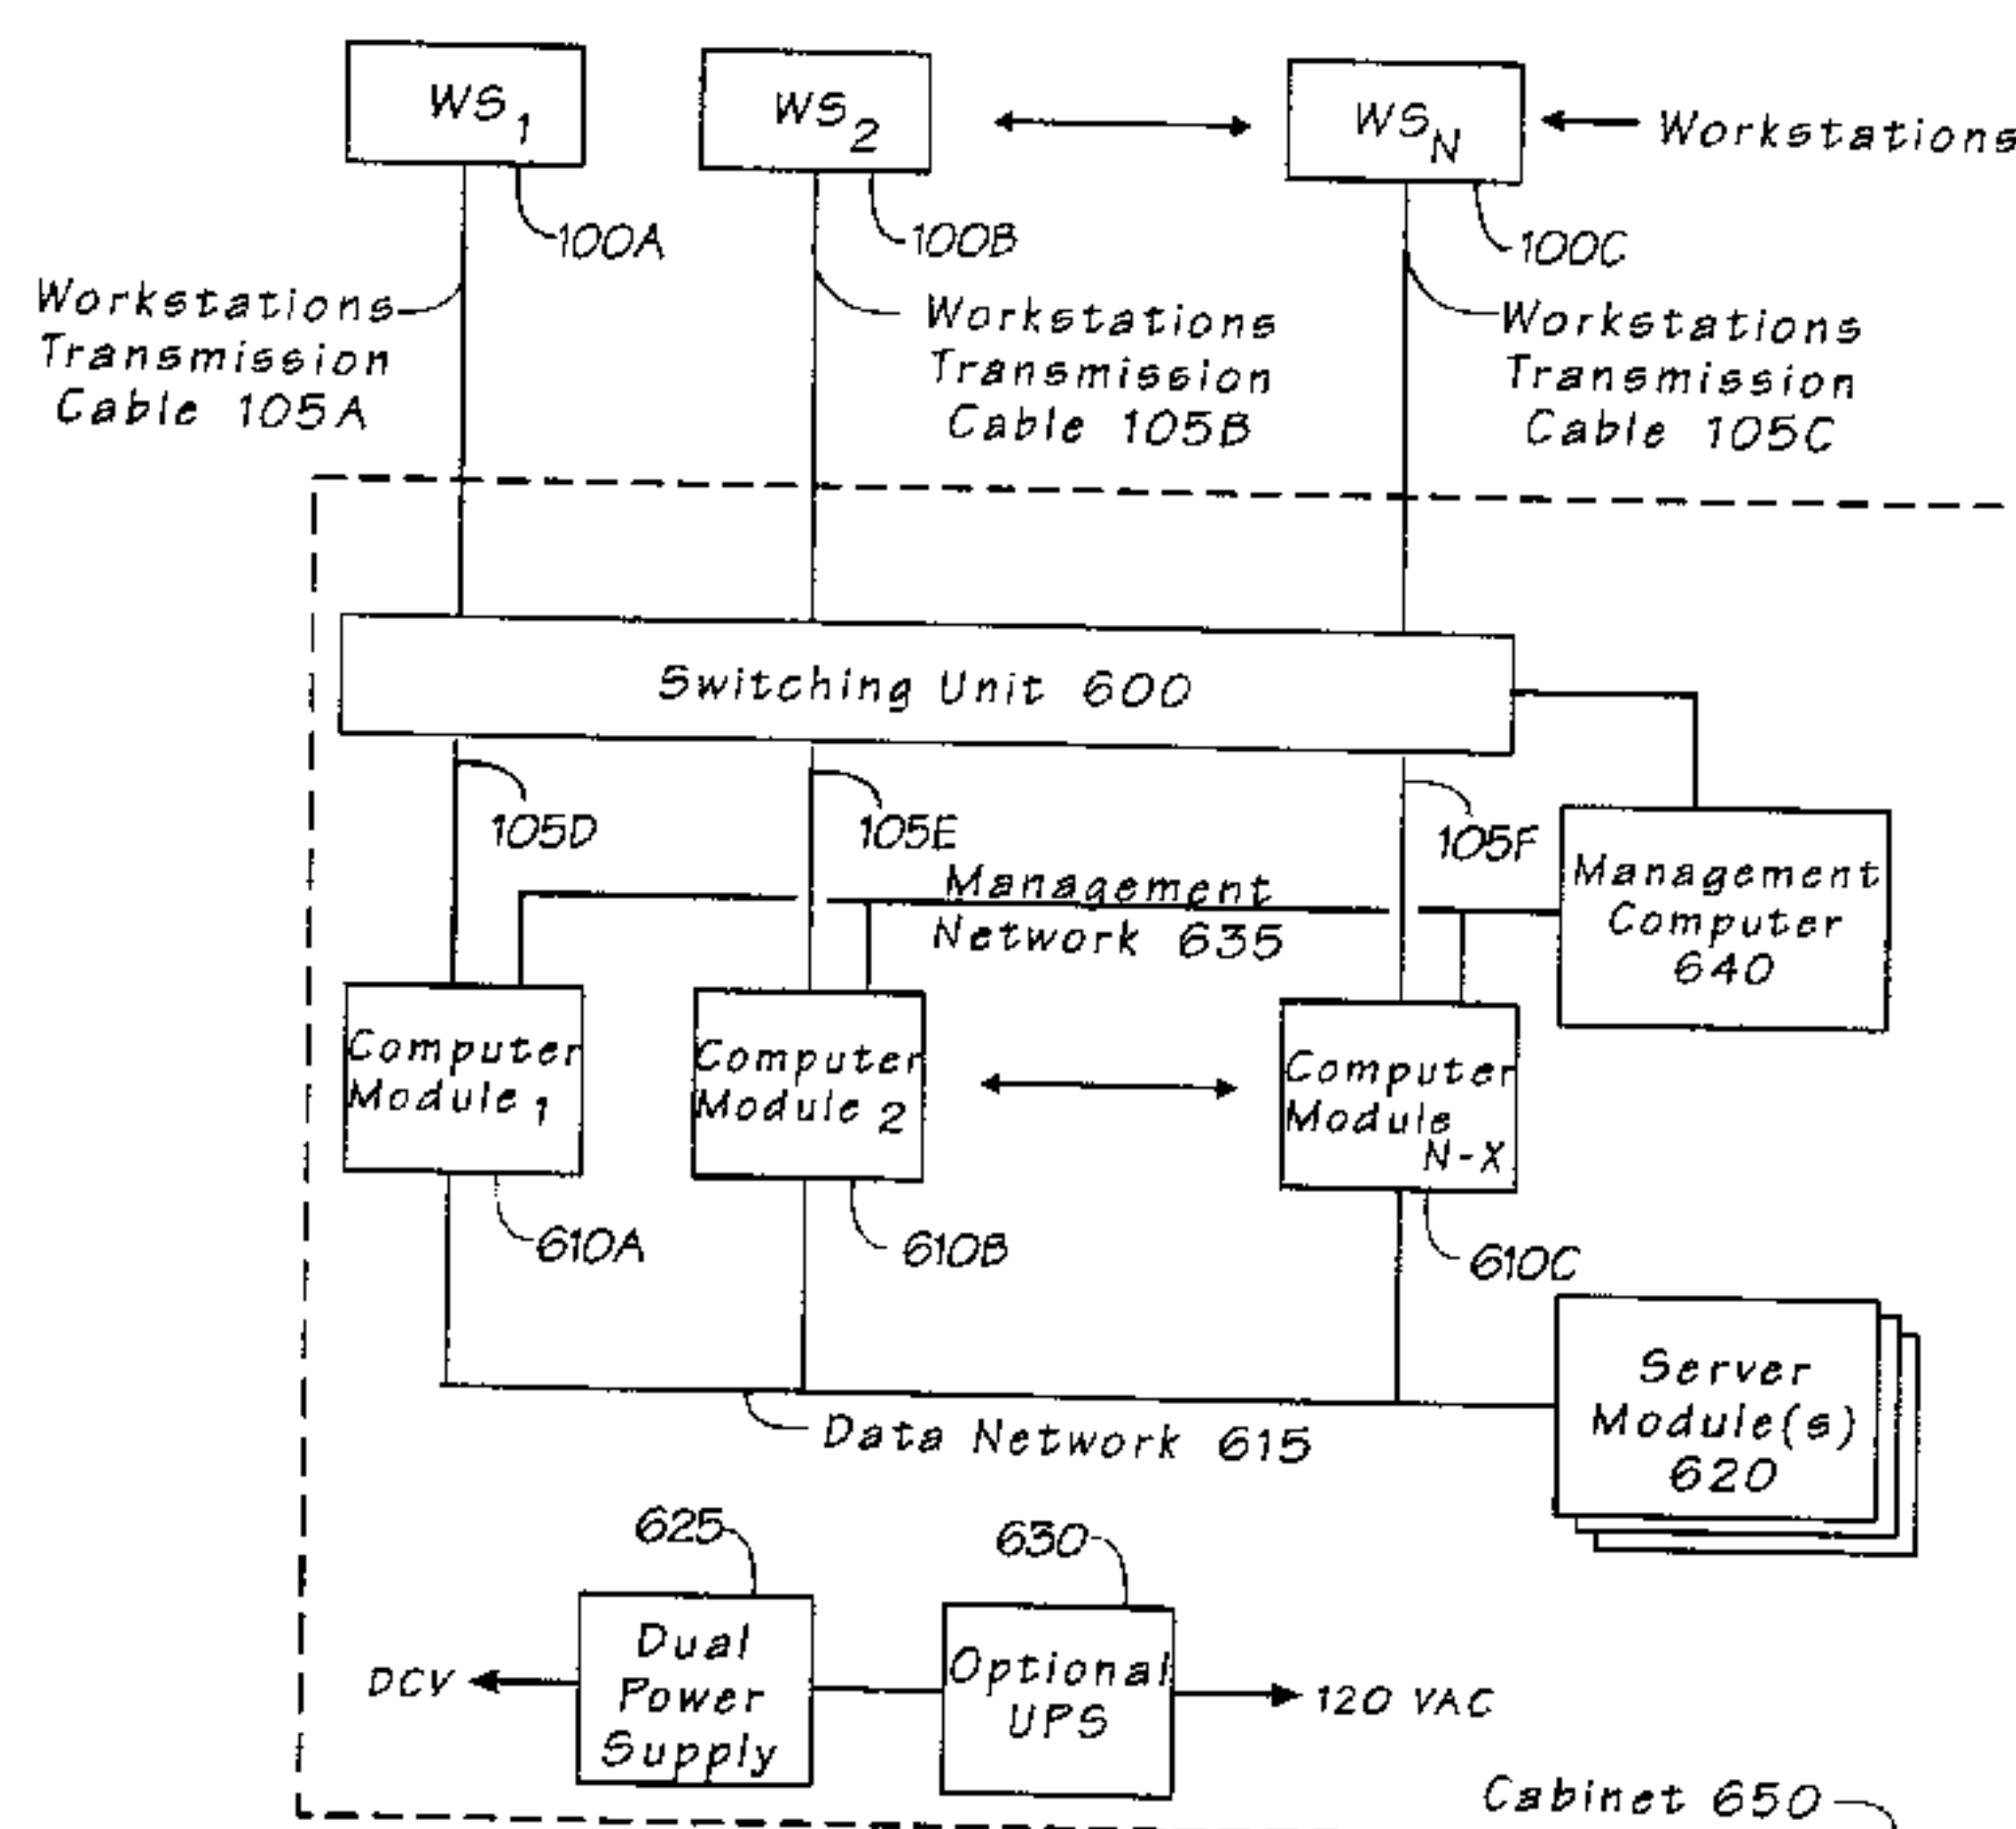 WS1
WS2
WSN
Workstations
100A
100B
100C
Workstations
Transmission
Cable 105A
Workstations
Transmission
Cable 105B
Workstations
Transmission
Cable 105C
Switching Unit 600
105D
105E
105F
Management
Network 635
Management
Computer
640
Computer
Module 1
Computer
Module 2
Computer
Module
N-X
610A
610B
610C
Server
Module(s)
620
Data Network 615
625
630
Dual
Power
Supply
Optional
UPS
DCV
120 VAC
Cabinet 650